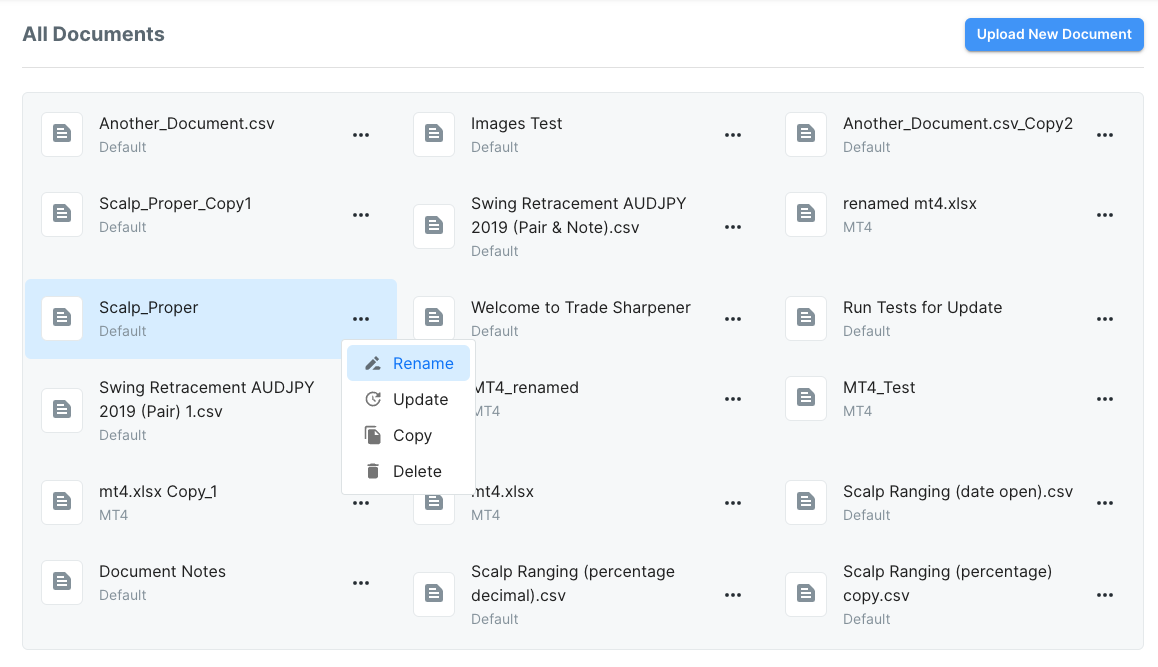 All Documents
Upload New Document
Another_Document.csv
Default
Images Test
Default
Another_Document.csv_Copy2
Default
Scalp_Proper_Copy1
Default
Swing Retracement AUDJPY
2019 (Pair & Note).csv
Default
renamed mt4.xlsx
MT4
Scalp_Proper
Default
Welcome to Trade Sharpener
Default
Run Tests for Update
Default
Rename
Update
Copy
Delete
Swing Retracement AUDJPY
2019 (Pair) 1.csv
Default
MT4_renamed
MT4
MT4_Test
MT4
mt4.xlsx Copy_1
MT4
mt4.xlsx
MT4
Scalp Ranging (date open).csv
Default
Document Notes
Default
Scalp Ranging (percentage
decimal).csv
Default
Scalp Ranging (percentage)
copy.csv
Default